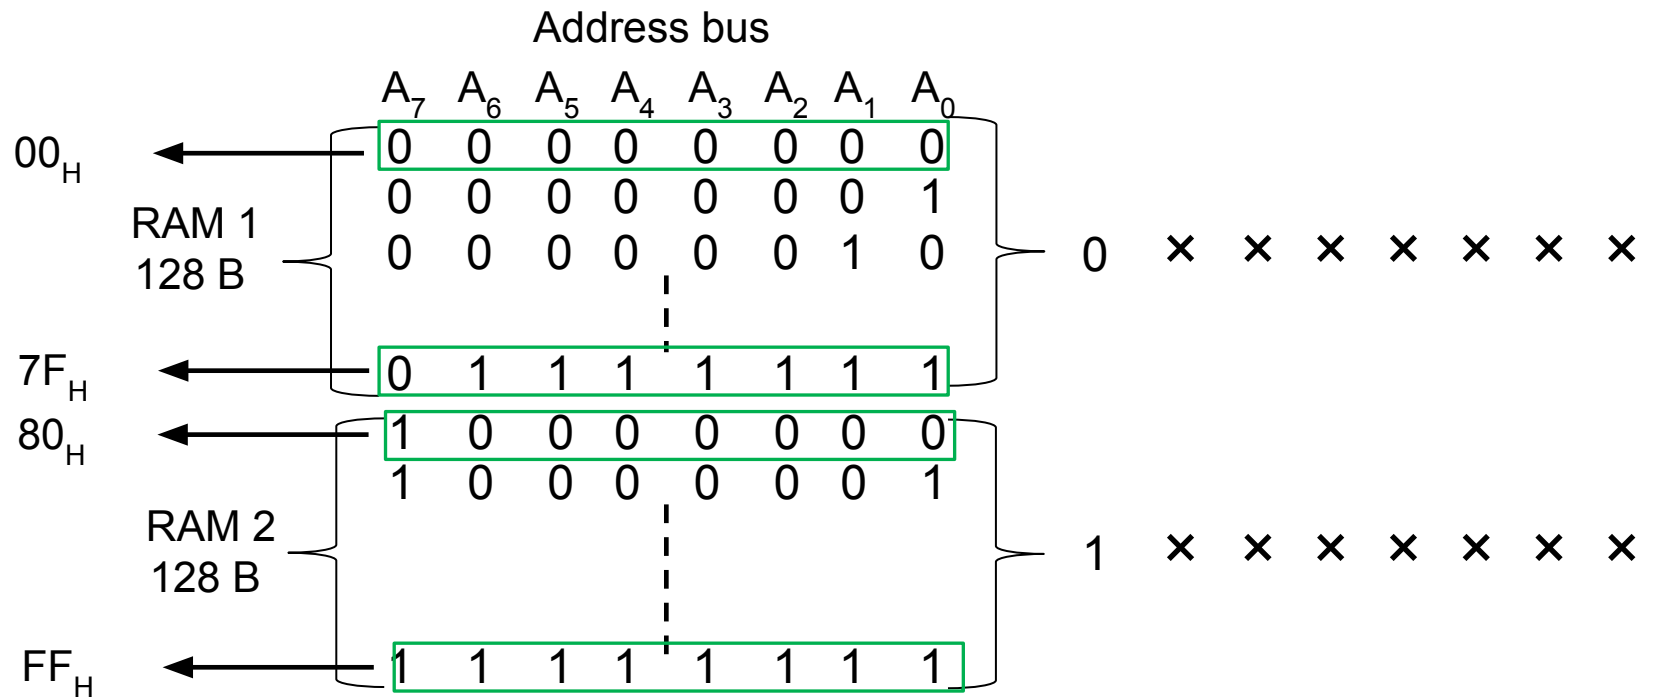 Address bus
A₇ A₆ A₅ A₄ A₃ A₂ A₁ A₀
00H 0 0 0 0 0 0 0 0
0 0 0 0 0 0 0 1
RAM 1
128 B
0 0 0 0 0 0 1 0
0 × × × × × × ×
7FH 0 1 1 1 1 1 1 1
80H 1 0 0 0 0 0 0 0
1 0 0 0 0 0 0 1
RAM 2
128 B
1 × × × × × × ×
FFH 1 1 1 1 1 1 1 1